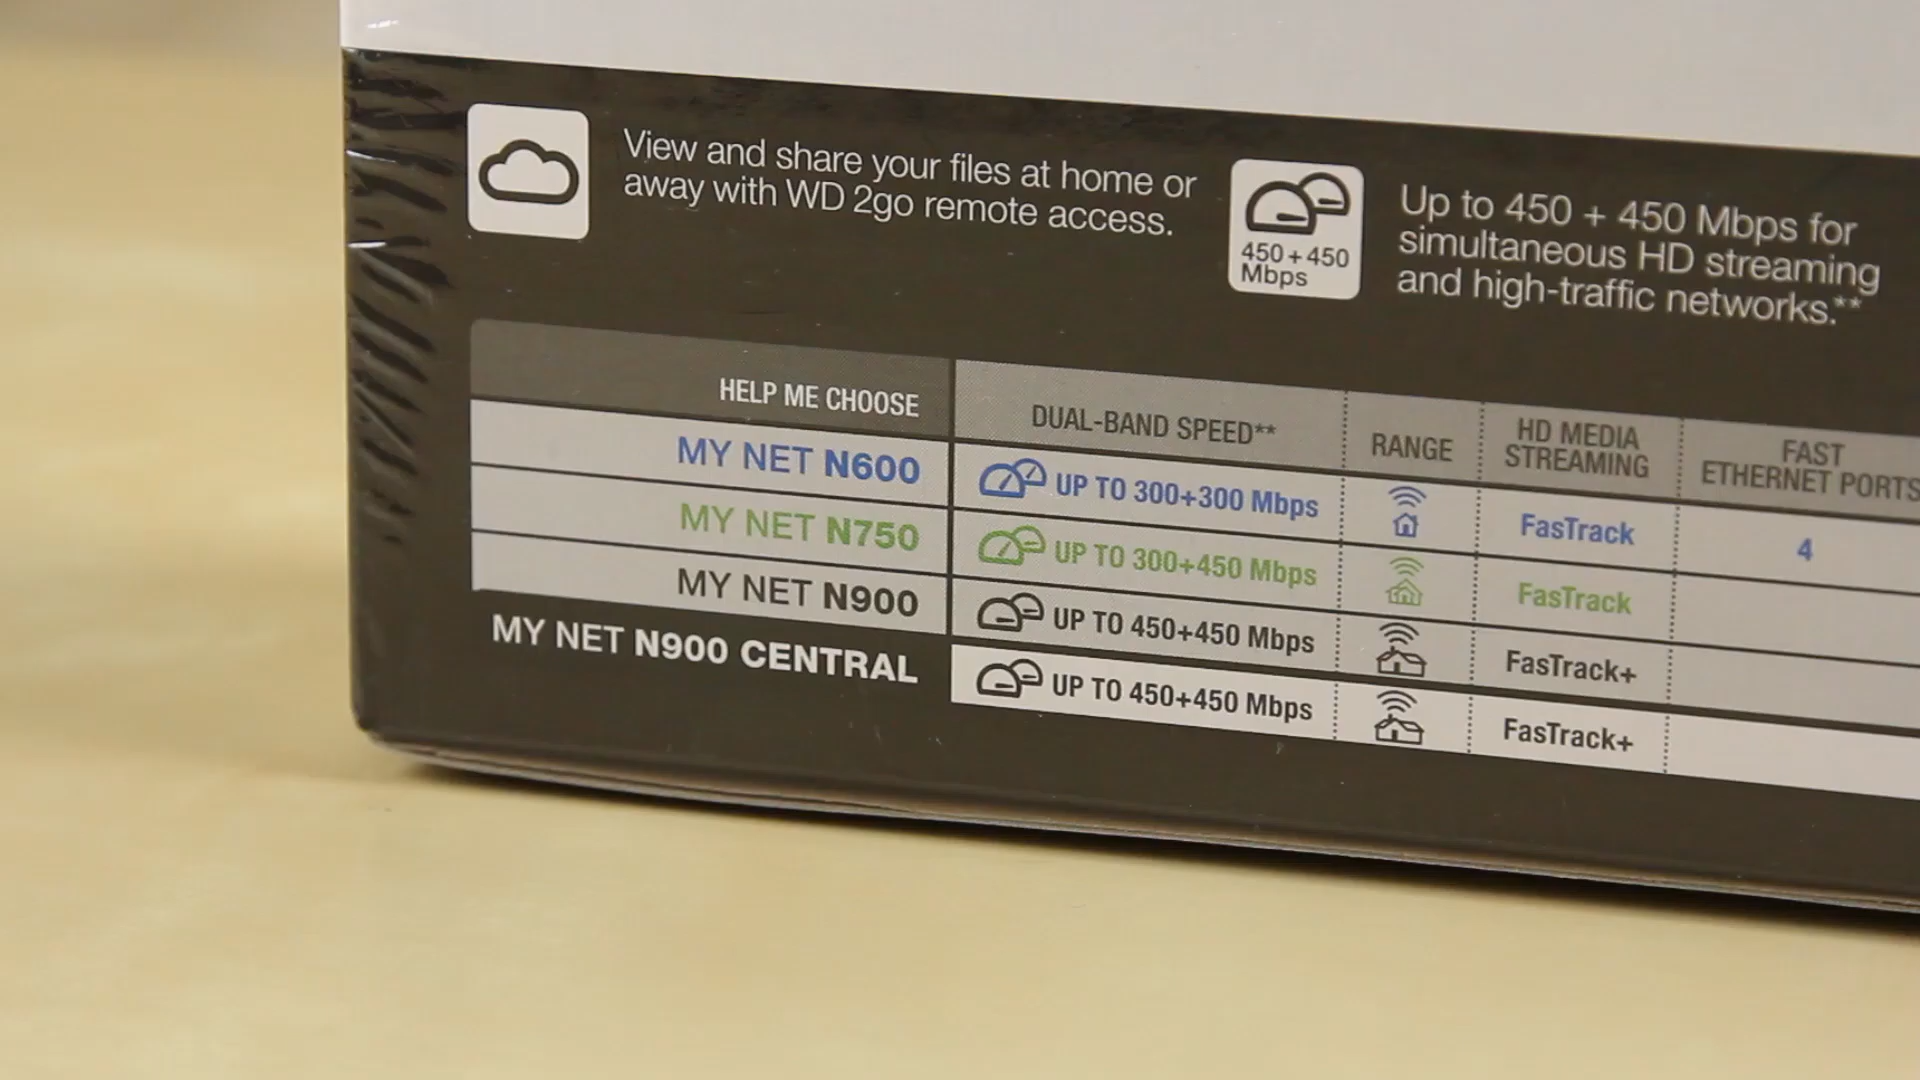 View and share your files at home or
away with WD 2go remote access.
450+450
Mbps
Up to 450 + 450 Mbps for
simultaneous HD streaming
and high-traffic networks.**
HELP ME CHOOSE
DUAL-BAND SPEED**
RANGE
HD MEDIA
STREAMING
FAST
ETHERNET PORTS
MY NET N600
UP TO 300+300 Mbps
FasTrack
4
MY NET N750
UP TO 300+450 Mbps
FasTrack
MY NET N900
UP TO 450+450 Mbps
FasTrack+
MY NET N900 CENTRAL
UP TO 450+450 Mbps
FasTrack+